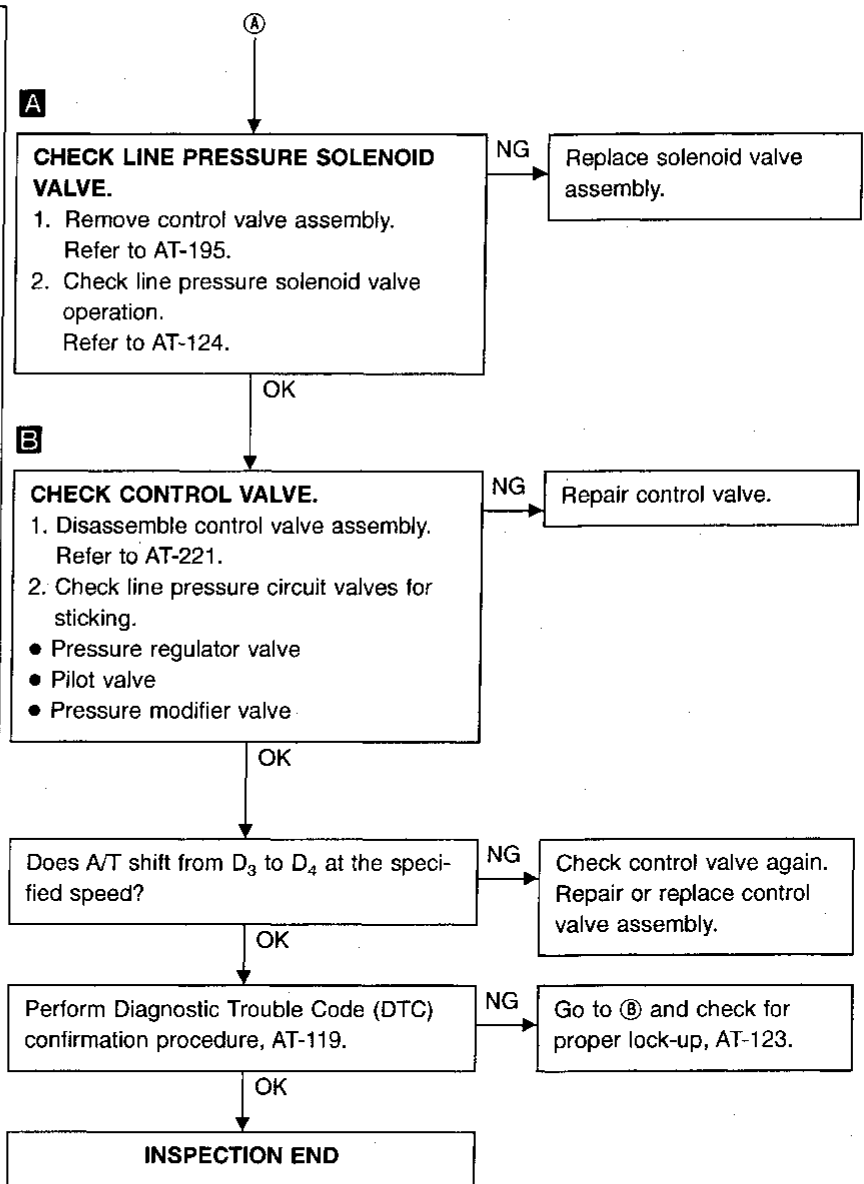 Ⓐ
A
CHECK LINE PRESSURE SOLENOID
VALVE.
1. Remove control valve assembly.
Refer to AT-195.
2. Check line pressure solenoid valve
operation.
Refer to AT-124.
NG
Replace solenoid valve
assembly.
OK
B
CHECK CONTROL VALVE.
1. Disassemble control valve assembly.
Refer to AT-221.
2. Check line pressure circuit valves for
sticking.
● Pressure regulator valve
● Pilot valve
● Pressure modifier valve
NG
Repair control valve.
OK
Does A/T shift from D₃ to D₄ at the speci-
fied speed?
NG
Check control valve again.
Repair or replace control
valve assembly.
OK
Perform Diagnostic Trouble Code (DTC)
confirmation procedure, AT-119.
NG
Go to Ⓑ and check for
proper lock-up, AT-123.
OK
INSPECTION END